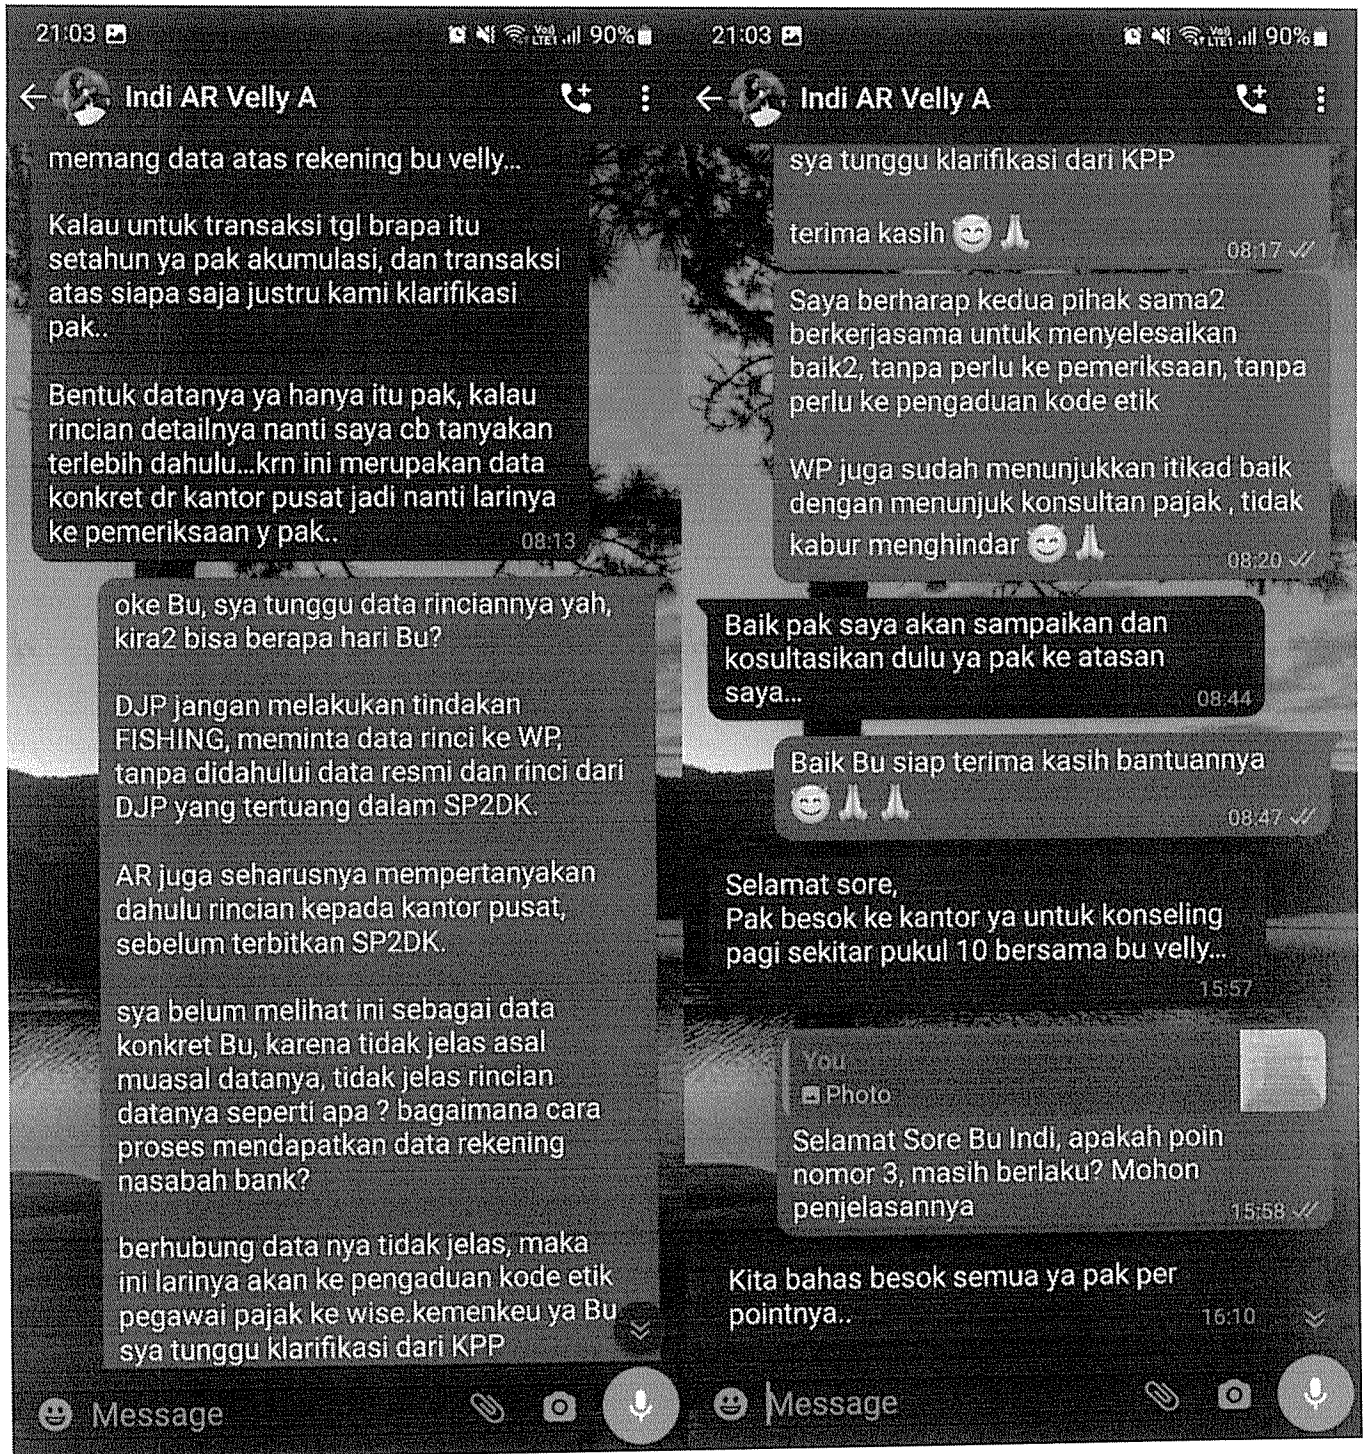 21:03
90%
Indi AR Velly A
memang data atas rekening bu velly...
Kalau untuk transaksi tgl brapa itu
setahun ya pak akumulasi, dan transaksi
atas siapa saja justru kami klarifikasi
pak..
Bentuk datanya ya hanya itu pak, kalau
rincian detailnya nanti saya cb tanyakan
terlebih dahulu...krn ini merupakan data
konkret dr kantor pusat jadi nanti larinya
ke pemeriksaan y pak..
08:13
oke Bu, sya tunggu data rinciannya yah,
kira2 bisa berapa hari Bu?
DJP jangan melakukan tindakan
FISHING, meminta data rinci ke WP,
tanpa didahului data resmi dan rinci dari
DJP yang tertuang dalam SP2DK.
AR juga seharusnya mempertanyakan
dahulu rincian kepada kantor pusat,
sebelum terbitkan SP2DK.
sya belum melihat ini sebagai data
konkret Bu, karena tidak jelas asal
muasal datanya, tidak jelas rincian
datanya seperti apa ? bagaimana cara
proses mendapatkan data rekening
nasabah bank?
berhubung data nya tidak jelas, maka
ini larinya akan ke pengaduan kode etik
pegawai pajak ke wise.kemenkeu ya Bu
sya tunggu klarifikasi dari KPP
Message
21:03
Vo)) LTE1 90%
Indi AR Velly A
sya tunggu klarifikasi dari KPP
terima kasih 😇🙏
08:17
Saya berharap kedua pihak sama2
berkerjasama untuk menyelesaikan
baik2, tanpa perlu ke pemeriksaan, tanpa
perlu ke pengaduan kode etik
WP juga sudah menunjukkan itikad baik
dengan menunjuk konsultan pajak , tidak
kabur menghindar 😇🙏
08:20
Baik pak saya akan sampaikan dan
kosultasikan dulu ya pak ke atasan
saya...
08:44
Baik Bu siap terima kasih bantuannya
😇🙏🙏
08:47
Selamat sore,
Pak besok ke kantor ya untuk konseling
pagi sekitar pukul 10 bersama bu velly...
15:57
You
Photo
Selamat Sore Bu Indi, apakah poin
nomor 3, masih berlaku? Mohon
penjelasannya
15:58
Kita bahas besok semua ya pak per
pointnya..
16:10
Message